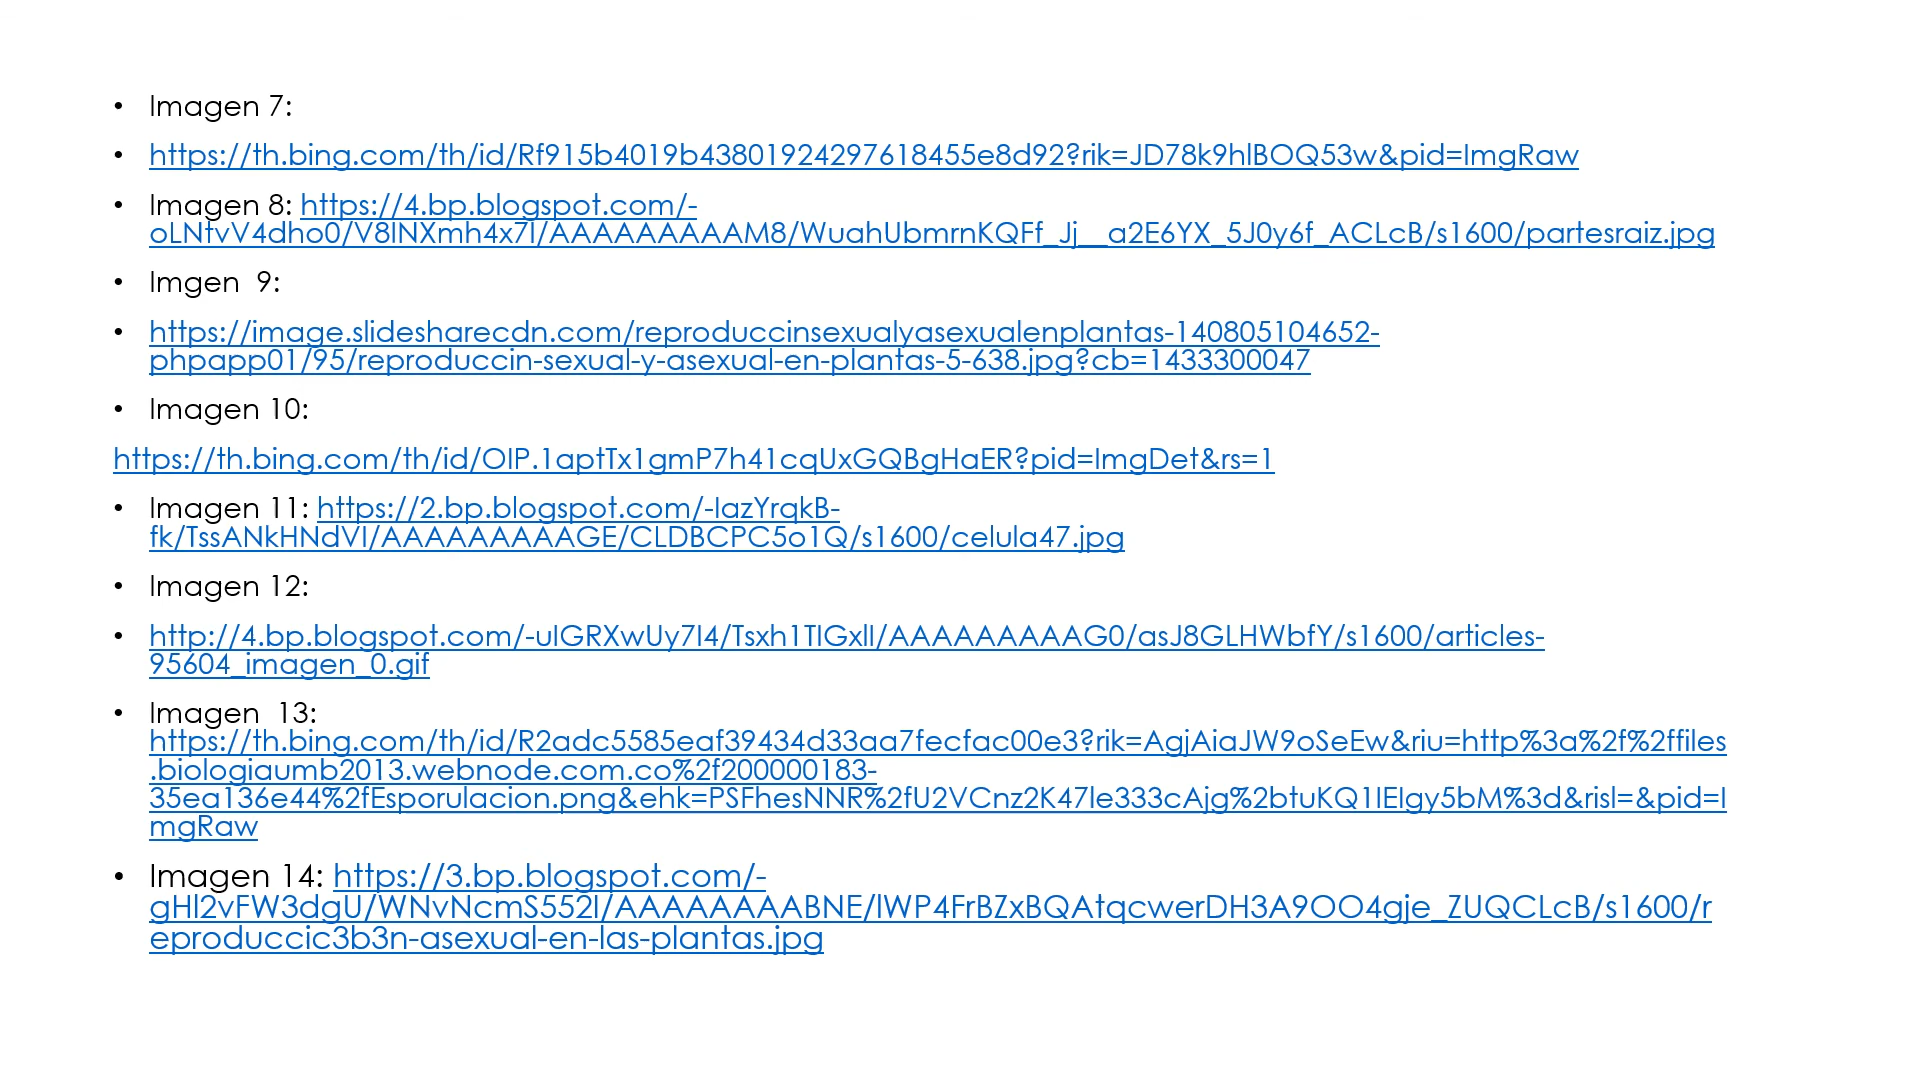 • Imagen 7:
• https://th.bing.com/th/id/Rf915b4019b43801924297618455e8d92?rik=JD78k9hlBOQ53w&pid=ImgRaw
• Imagen 8: https://4.bp.blogspot.com/-
oLNtvV4dho0/V8lNXmh4x7I/AAAAAAAAAM8/WuahUbmrnKQFf_Jj__a2E6YX_5J0y6f_ACLcB/s1600/partesraiz.jpg
• Imgen  9:
• https://image.slidesharecdn.com/reproduccinsexualyasexualenplantas-140805104652-
phpapp01/95/reproduccin-sexual-y-asexual-en-plantas-5-638.jpg?cb=1433300047
• Imagen 10:
https://th.bing.com/th/id/OIP.1aptTx1gmP7h41cqUxGQBgHaER?pid=ImgDet&rs=1
• Imagen 11: https://2.bp.blogspot.com/-IazYrqkB-
fk/TssANkHNdVI/AAAAAAAAAGE/CLDBCPC5o1Q/s1600/celula47.jpg
• Imagen 12:
• http://4.bp.blogspot.com/-uIGRXwUy7I4/Tsxh1TIGxlI/AAAAAAAAAG0/asJ8GLHWbfY/s1600/articles-
95604_imagen_0.gif
• Imagen  13:
https://th.bing.com/th/id/R2adc5585eaf39434d33aa7fecfac00e3?rik=AgjAiaJW9oSeEw&riu=http%3a%2f%2ffiles
.biologiaumb2013.webnode.com.co%2f200000183-
35ea136e44%2fEsporulacion.png&ehk=PSFhesNNR%2fU2VCnz2K47le333cAjg%2btuKQ1lEIgy5bM%3d&risl=&pid=I
mgRaw
• Imagen 14: https://3.bp.blogspot.com/-
gHl2vFW3dgU/WNvNcmS552I/AAAAAAAABNE/lWP4FrBZxBQAtqcwerDH3A9OO4gje_ZUQCLcB/s1600/r
eproduccic3b3n-asexual-en-las-plantas.jpg